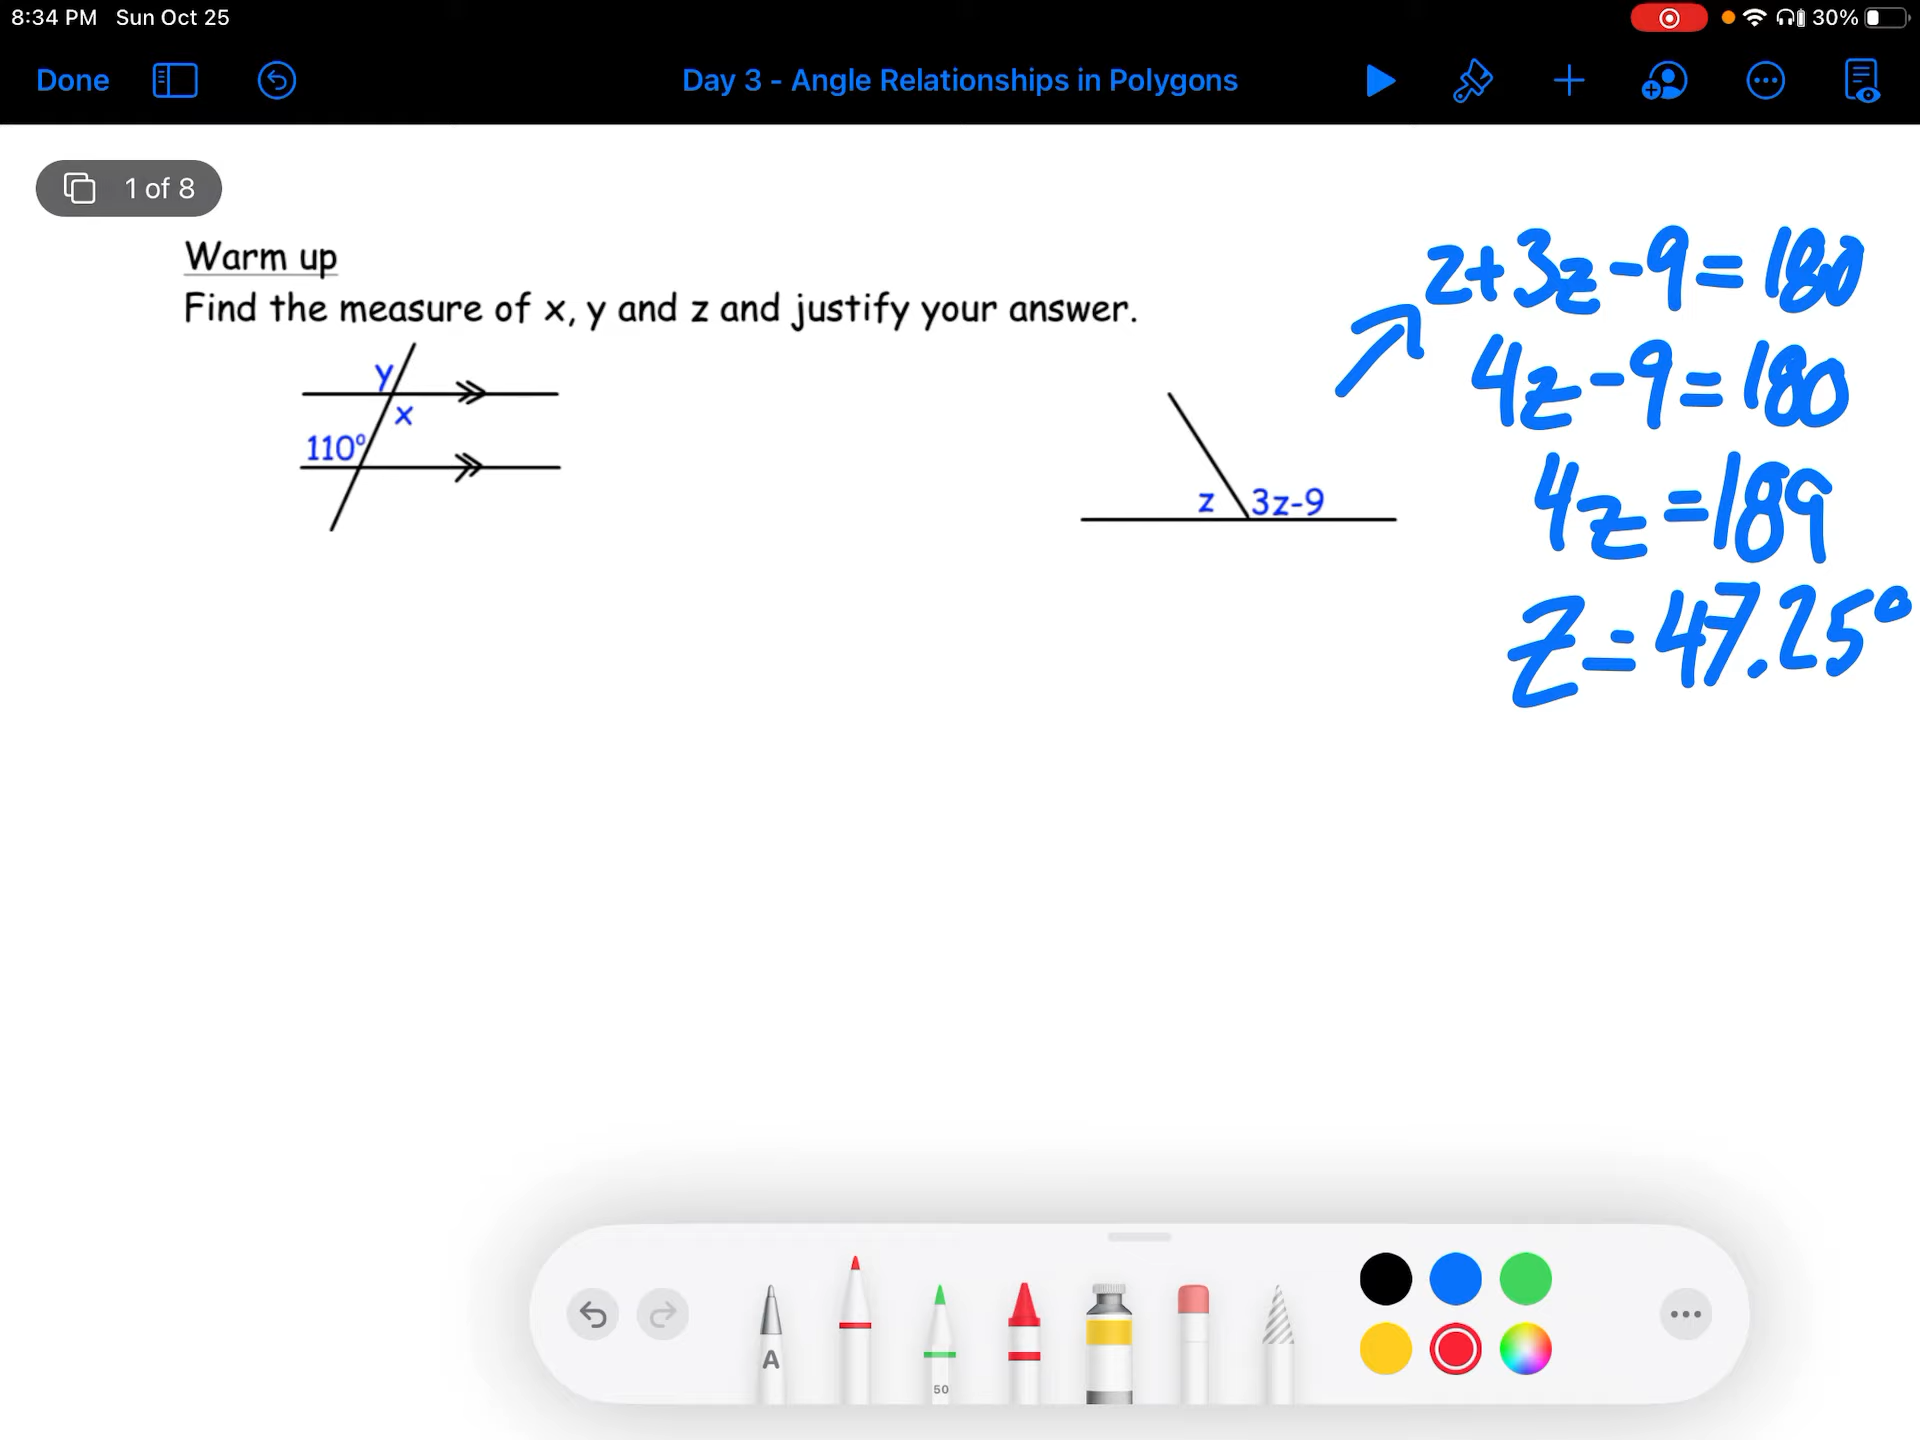 8:34 PM Sun Oct 25
30%
Done
Day 3 - Angle Relationships in Polygons
1 of 8
Warm up
Find the measure of x, y and z and justify your answer.
y
x
110°
z 3z-9
z+3z-9=180
4z-9=180
4z=189
z=47.25°
A
50